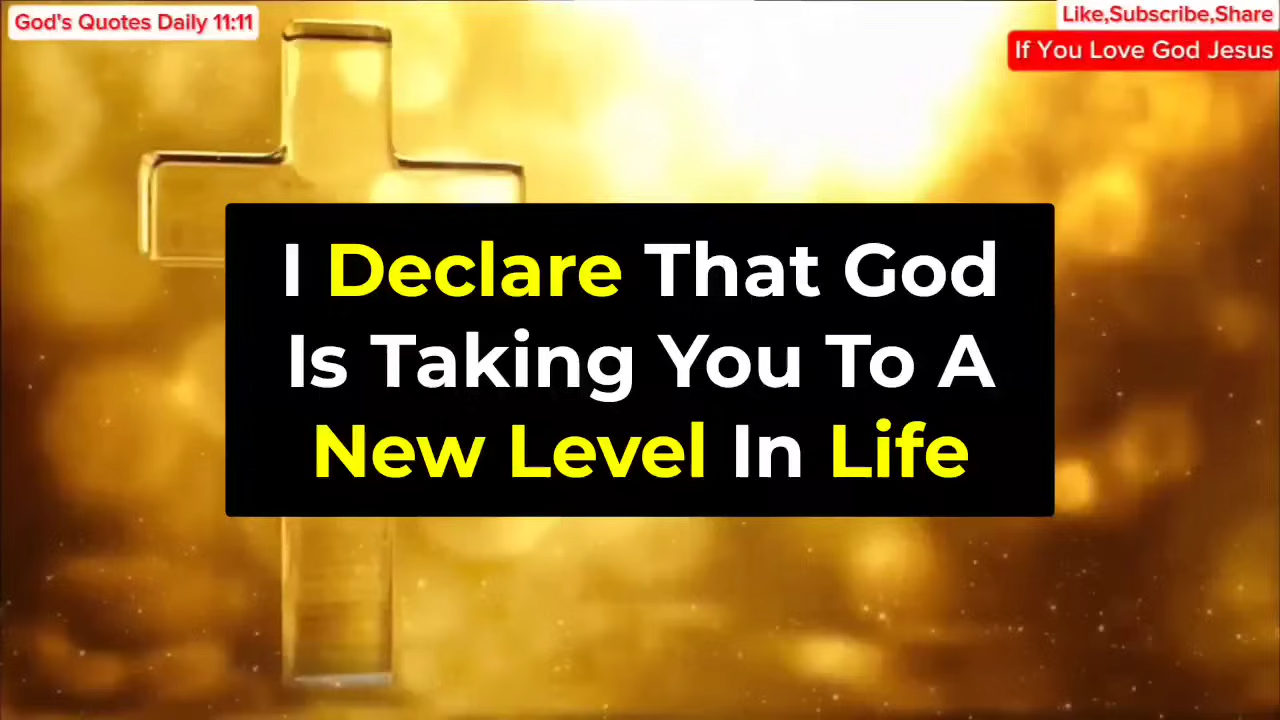 God's Quotes Daily 11:11
Like,Subscribe,Share
If You Love God Jesus
I Declare That God
Is Taking You To A
New Level In Life